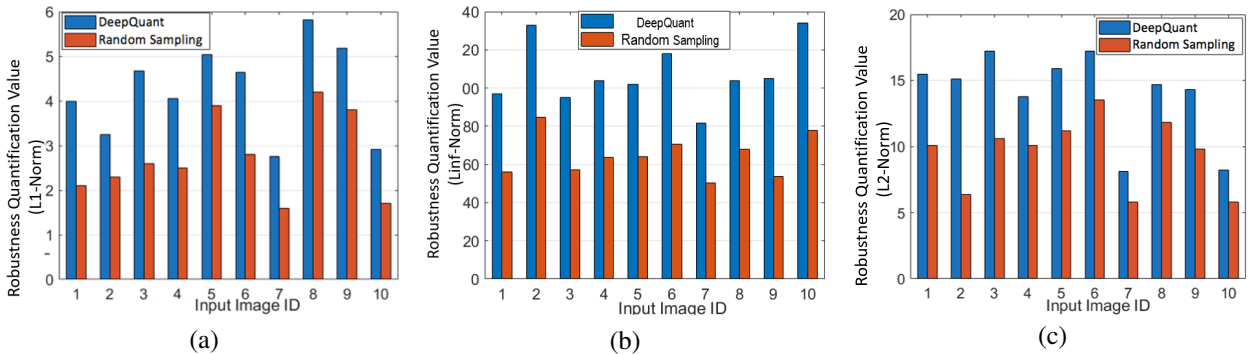 6
5
4
3
2
1
0
Robustness Quantification Value
(L1-Norm)
DeepQuant
Random Sampling
1 2 3 4 5 6 7 8 9 10
Input Image ID
(a)
40
20
00
80
60
40
20
0
Robustness Quantification Value
(Linf-Norm)
DeepQuant
Random Sampling
1 2 3 4 5 6 7 8 9 10
Input Image ID
(b)
20
15
10
5
0
Robustness Quantification Value
(L2-Norm)
DeepQuant
Random Sampling
1 2 3 4 5 6 7 8 9 10
Input Image ID
(c)